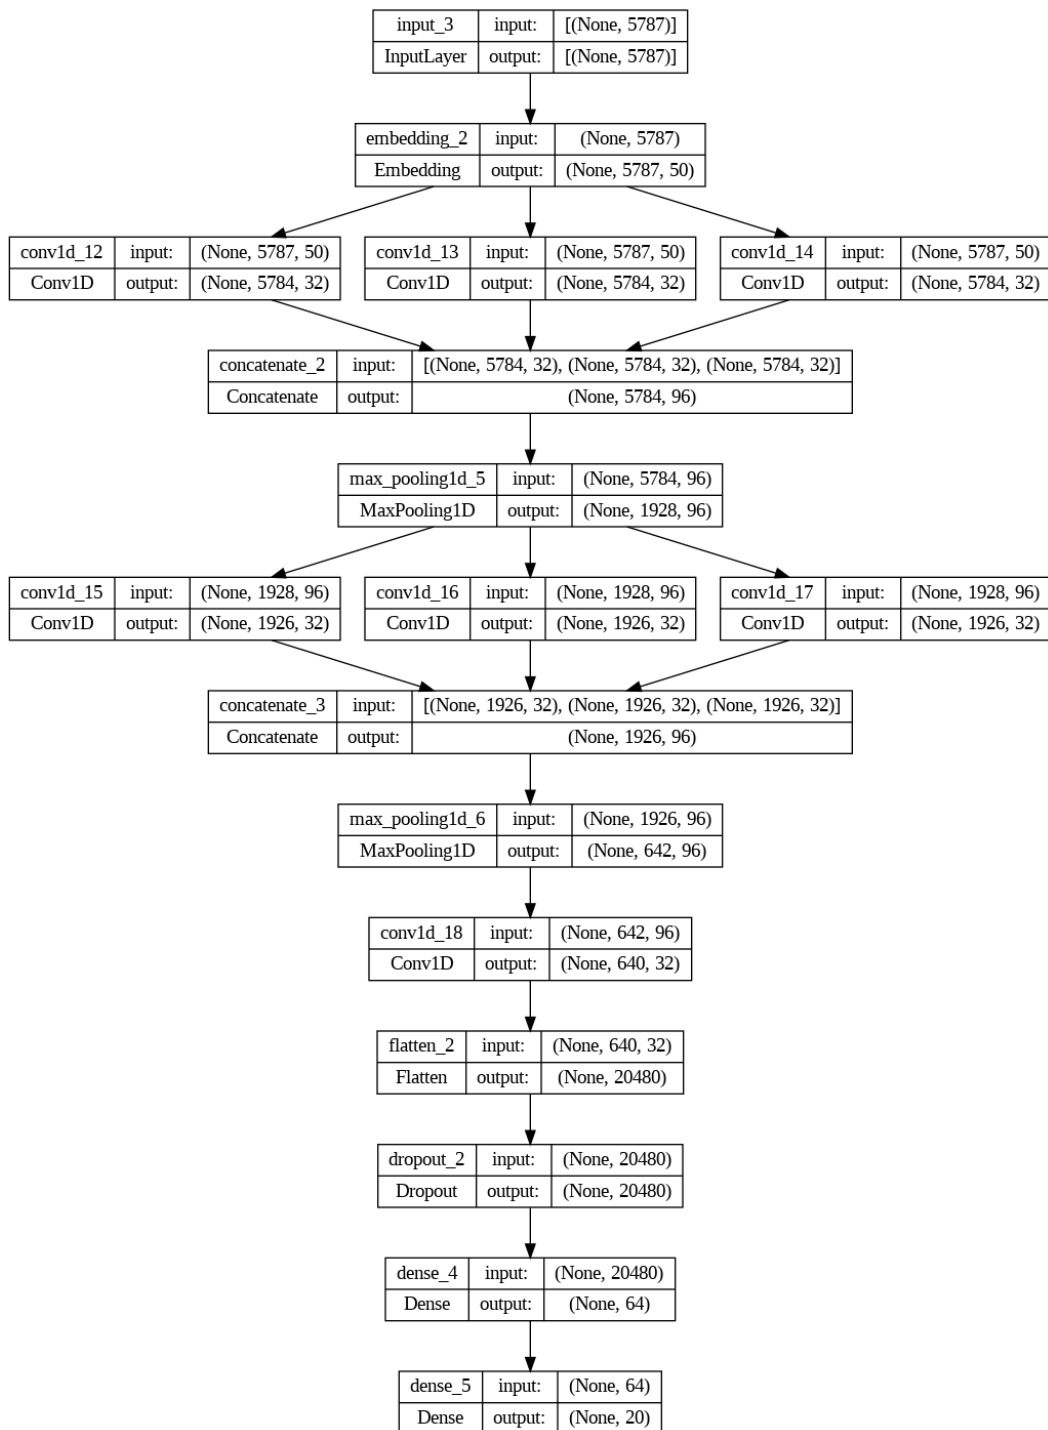 input_3 input: [(None, 5787)]
InputLayer output: [(None, 5787)]
embedding_2 input: (None, 5787)
Embedding output: (None, 5787, 50)
conv1d_12 input: (None, 5787, 50)
Conv1D output: (None, 5784, 32)
conv1d_13 input: (None, 5787, 50)
Conv1D output: (None, 5784, 32)
conv1d_14 input: (None, 5787, 50)
Conv1D output: (None, 5784, 32)
concatenate_2 input: [(None, 5784, 32), (None, 5784, 32), (None, 5784, 32)]
Concatenate output: (None, 5784, 96)
max_pooling1d_5 input: (None, 5784, 96)
MaxPooling1D output: (None, 1928, 96)
conv1d_15 input: (None, 1928, 96)
Conv1D output: (None, 1926, 32)
conv1d_16 input: (None, 1928, 96)
Conv1D output: (None, 1926, 32)
conv1d_17 input: (None, 1928, 96)
Conv1D output: (None, 1926, 32)
concatenate_3 input: [(None, 1926, 32), (None, 1926, 32), (None, 1926, 32)]
Concatenate output: (None, 1926, 96)
max_pooling1d_6 input: (None, 1926, 96)
MaxPooling1D output: (None, 642, 96)
conv1d_18 input: (None, 642, 96)
Conv1D output: (None, 640, 32)
flatten_2 input: (None, 640, 32)
Flatten output: (None, 20480)
dropout_2 input: (None, 20480)
Dropout output: (None, 20480)
dense_4 input: (None, 20480)
Dense output: (None, 64)
dense_5 input: (None, 64)
Dense output: (None, 20)